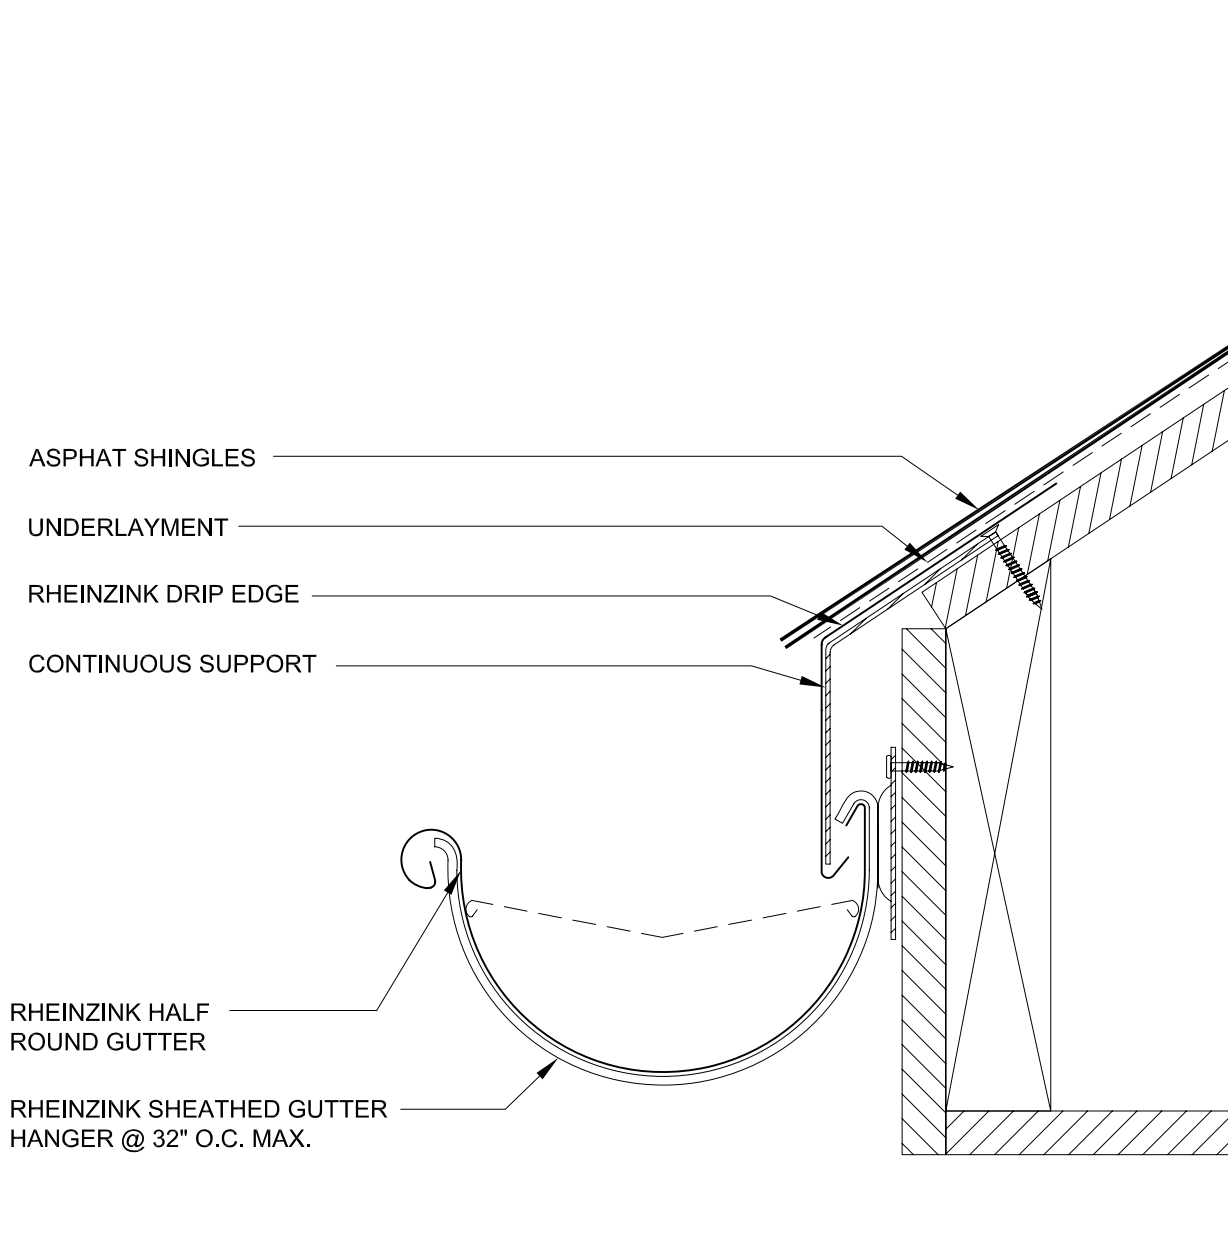 ASPHAT SHINGLES
UNDERLAYMENT
RHEINZINK DRIP EDGE
CONTINUOUS SUPPORT
RHEINZINK HALF
ROUND GUTTER
RHEINZINK SHEATHED GUTTER
HANGER @ 32" O.C. MAX.